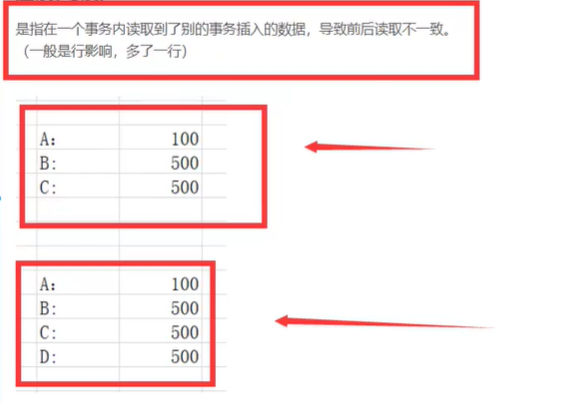 是指在一个事务内读取到了别的事务插入的数据，导致前后读取不一致。
（一般是行影响，多了一行）
A： 100
B: 500
C: 500
A： 100
B: 500
C: 500
D: 500